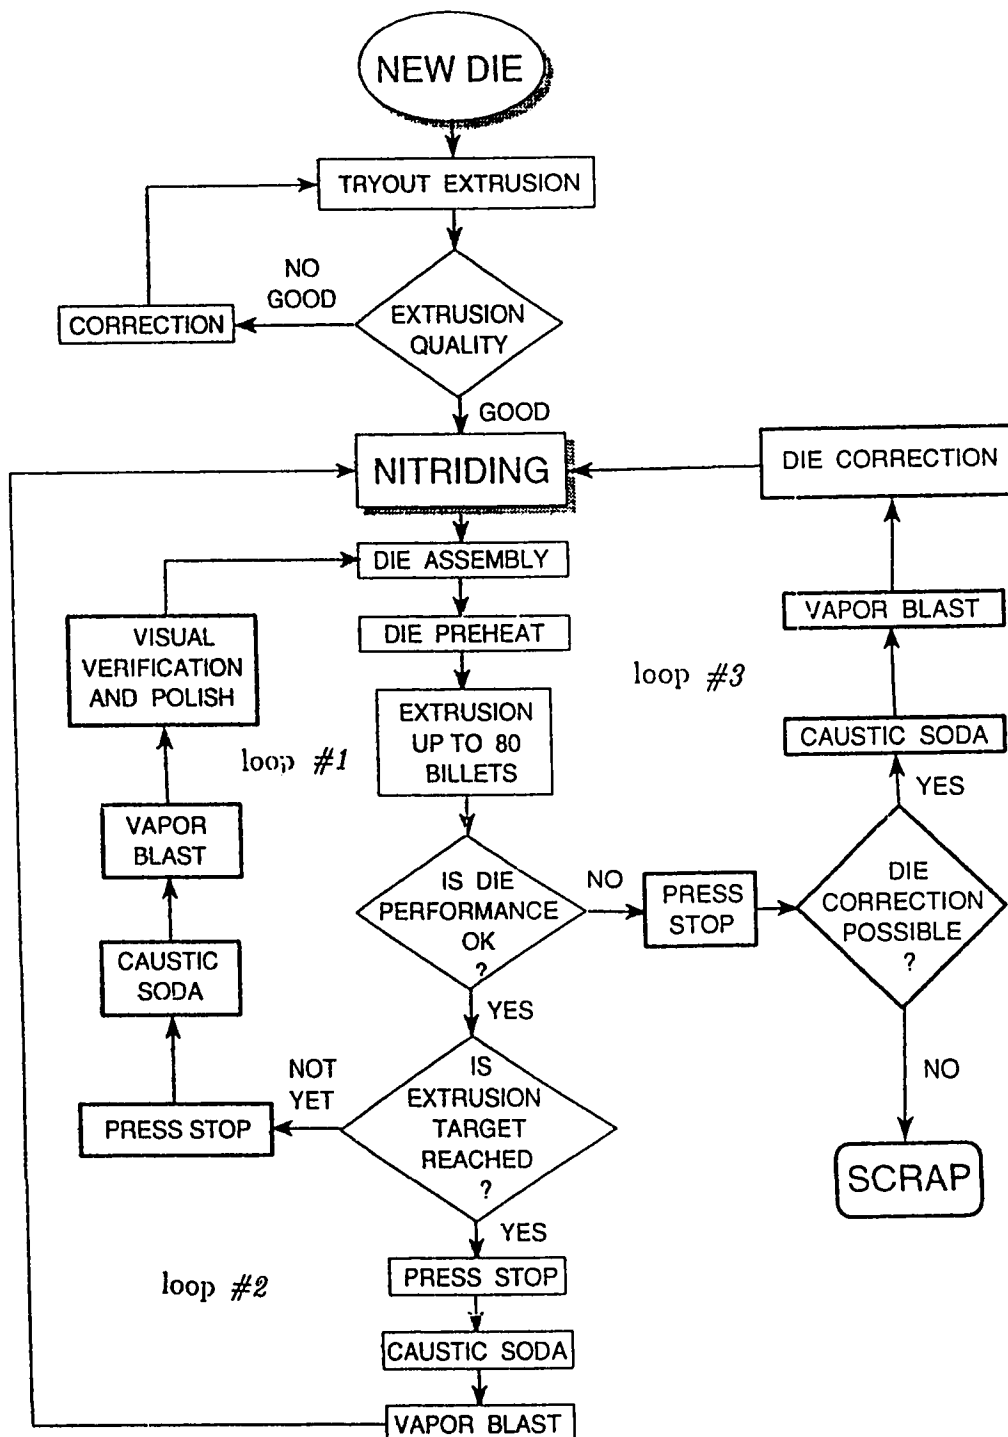 NEW DIE
TRYOUT EXTRUSION
NO
GOOD
CORRECTION
EXTRUSION
QUALITY
GOOD
NITRIDING
DIE CORRECTION
DIE ASSEMBLY
VISUAL
VERIFICATION
AND POLISH
DIE PREHEAT
VAPOR BLAST
loop #3
EXTRUSION
UP TO 80
BILLETS
loop #1
CAUSTIC SODA
YES
VAPOR
BLAST
IS DIE
PERFORMANCE
OK
?
NO
PRESS
STOP
DIE
CORRECTION
POSSIBLE
?
CAUSTIC
SODA
YES
NOT
YET
IS
EXTRUSION
TARGET
REACHED
?
NO
PRESS STOP
SCRAP
YES
PRESS STOP
loop #2
CAUSTIC SODA
VAPOR BLAST